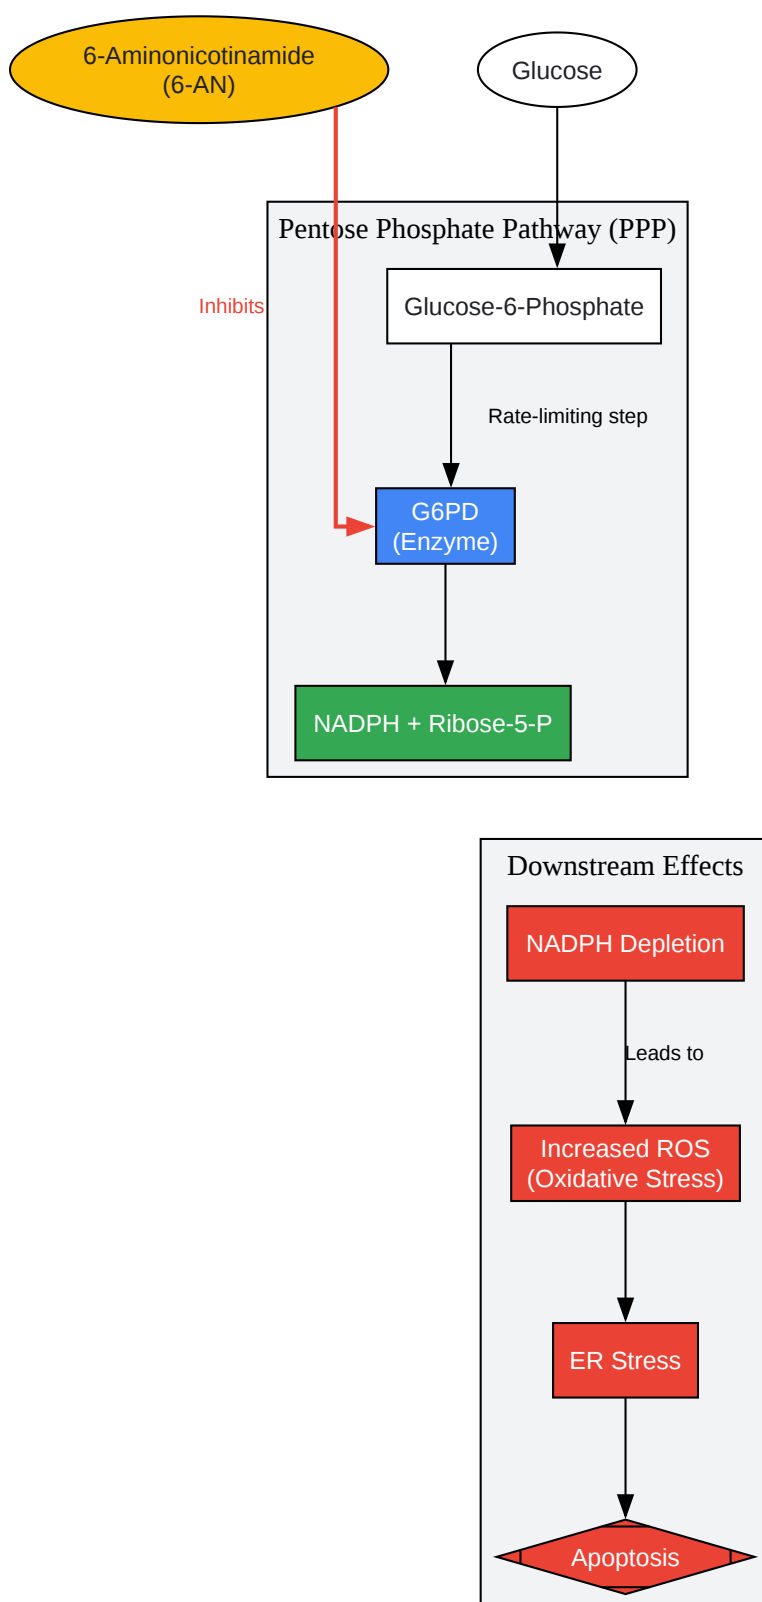 6-Aminonicotinamide
(6-AN)
Glucose
Pentose Phosphate Pathway (PPP)
Inhibits
Glucose-6-Phosphate
Rate-limiting step
G6PD
(Enzyme)
NADPH + Ribose-5-P
Downstream Effects
NADPH Depletion
Leads to
Increased ROS
(Oxidative Stress)
ER Stress
Apoptosis